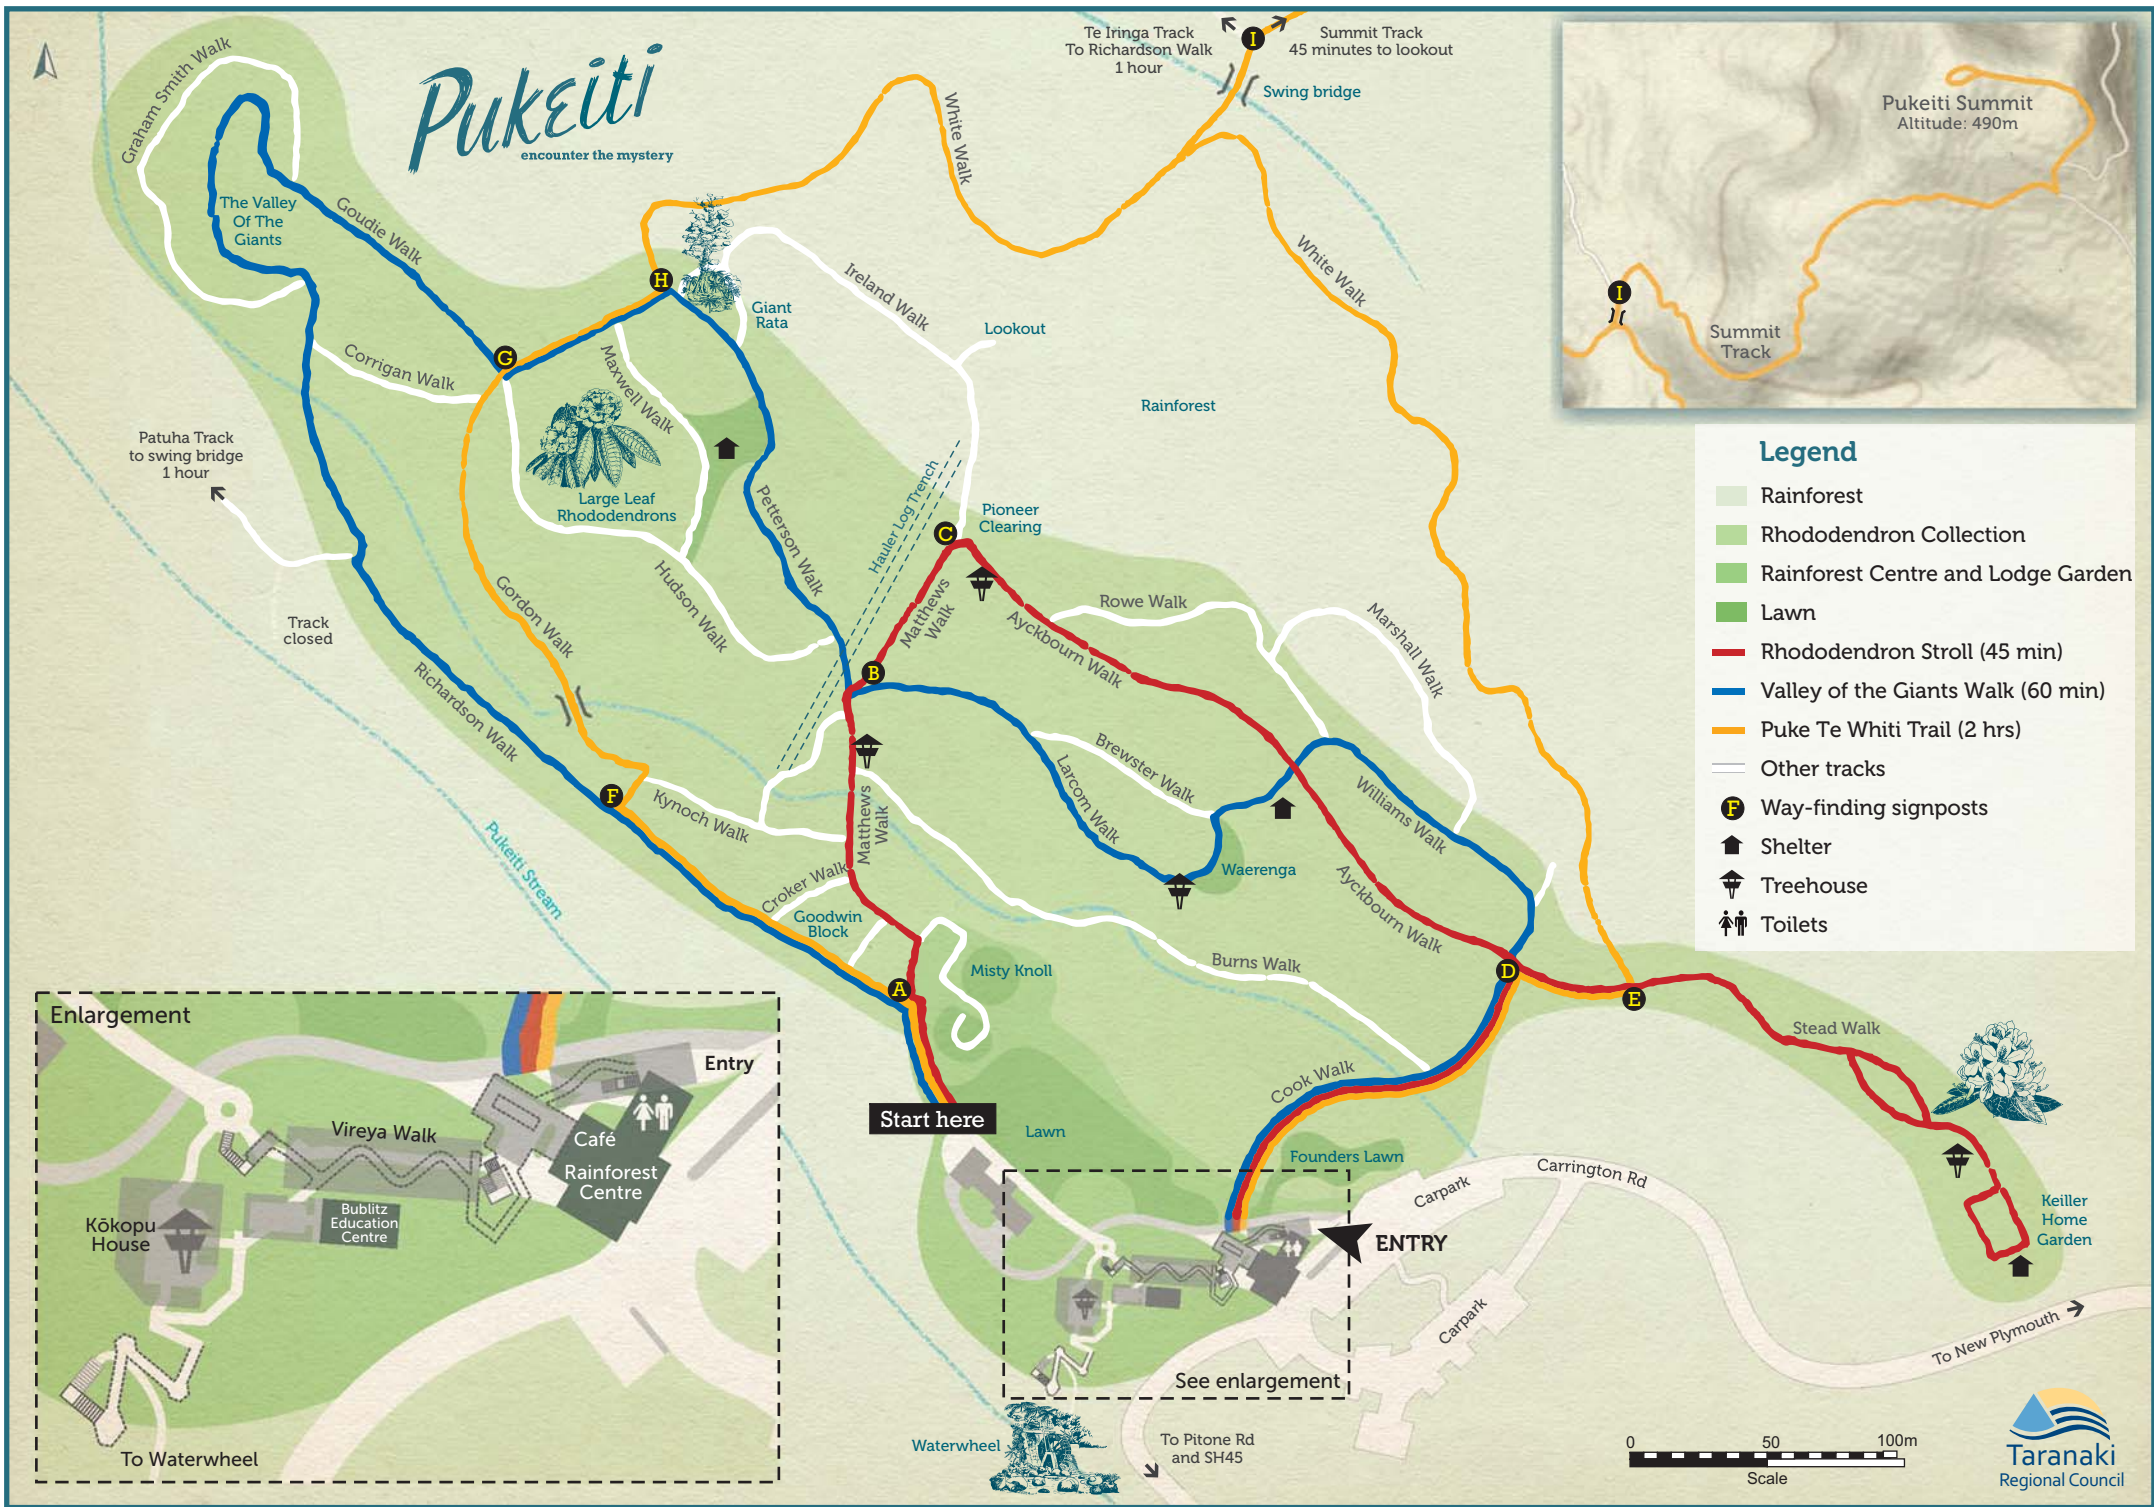 Pukeiti
encounter the mystery
Te Iringa Track
To Richardson Walk
1 hour
I
Summit Track
45 minutes to lookout
Swing bridge
Pukeiti Summit
Altitude: 490m
I
Summit
Track
Graham Smith Walk
The Valley
Of The
Giants
Goudie Walk
White Walk
White Walk
H
Giant
Rata
Ireland Walk
Lookout
G
Corrigan Walk
Maxwell Walk
Rainforest
Patuha Track
to swing bridge
1 hour
Large Leaf
Rhododendrons
Petterson Walk
Hauler Log Trench
Pioneer
Clearing
C
Track
closed
Gordon Walk
Hudson Walk
Matthews
Walk
Ayckbourn Walk
Rowe Walk
Marshall Walk
Richardson Walk
B
F
Kynoch Walk
Matthews
Walk
Larcom Walk
Brewster Walk
Williams Walk
Waerenga
Ayckbourn Walk
Pukeiti Stream
Croker Walk
Goodwin
Block
Misty Knoll
Burns Walk
A
D
E
Stead Walk
Cook Walk
Start here
Lawn
Founders Lawn
Carpark
Carrington Rd
Keiller
Home
Garden
ENTRY
Carpark
To New Plymouth
See enlargement
Waterwheel
To Pitone Rd
and SH45
Legend
Rainforest
Rhododendron Collection
Rainforest Centre and Lodge Garden
Lawn
Rhododendron Stroll (45 min)
Valley of the Giants Walk (60 min)
Puke Te Whiti Trail (2 hrs)
Other tracks
F
Way-finding signposts
Shelter
Treehouse
Toilets
Enlargement
Entry
Vireya Walk
Café
Rainforest
Centre
Bublitz
Education
Centre
Kōkopu
House
To Waterwheel
0 50 100m
Scale
Taranaki
Regional Council